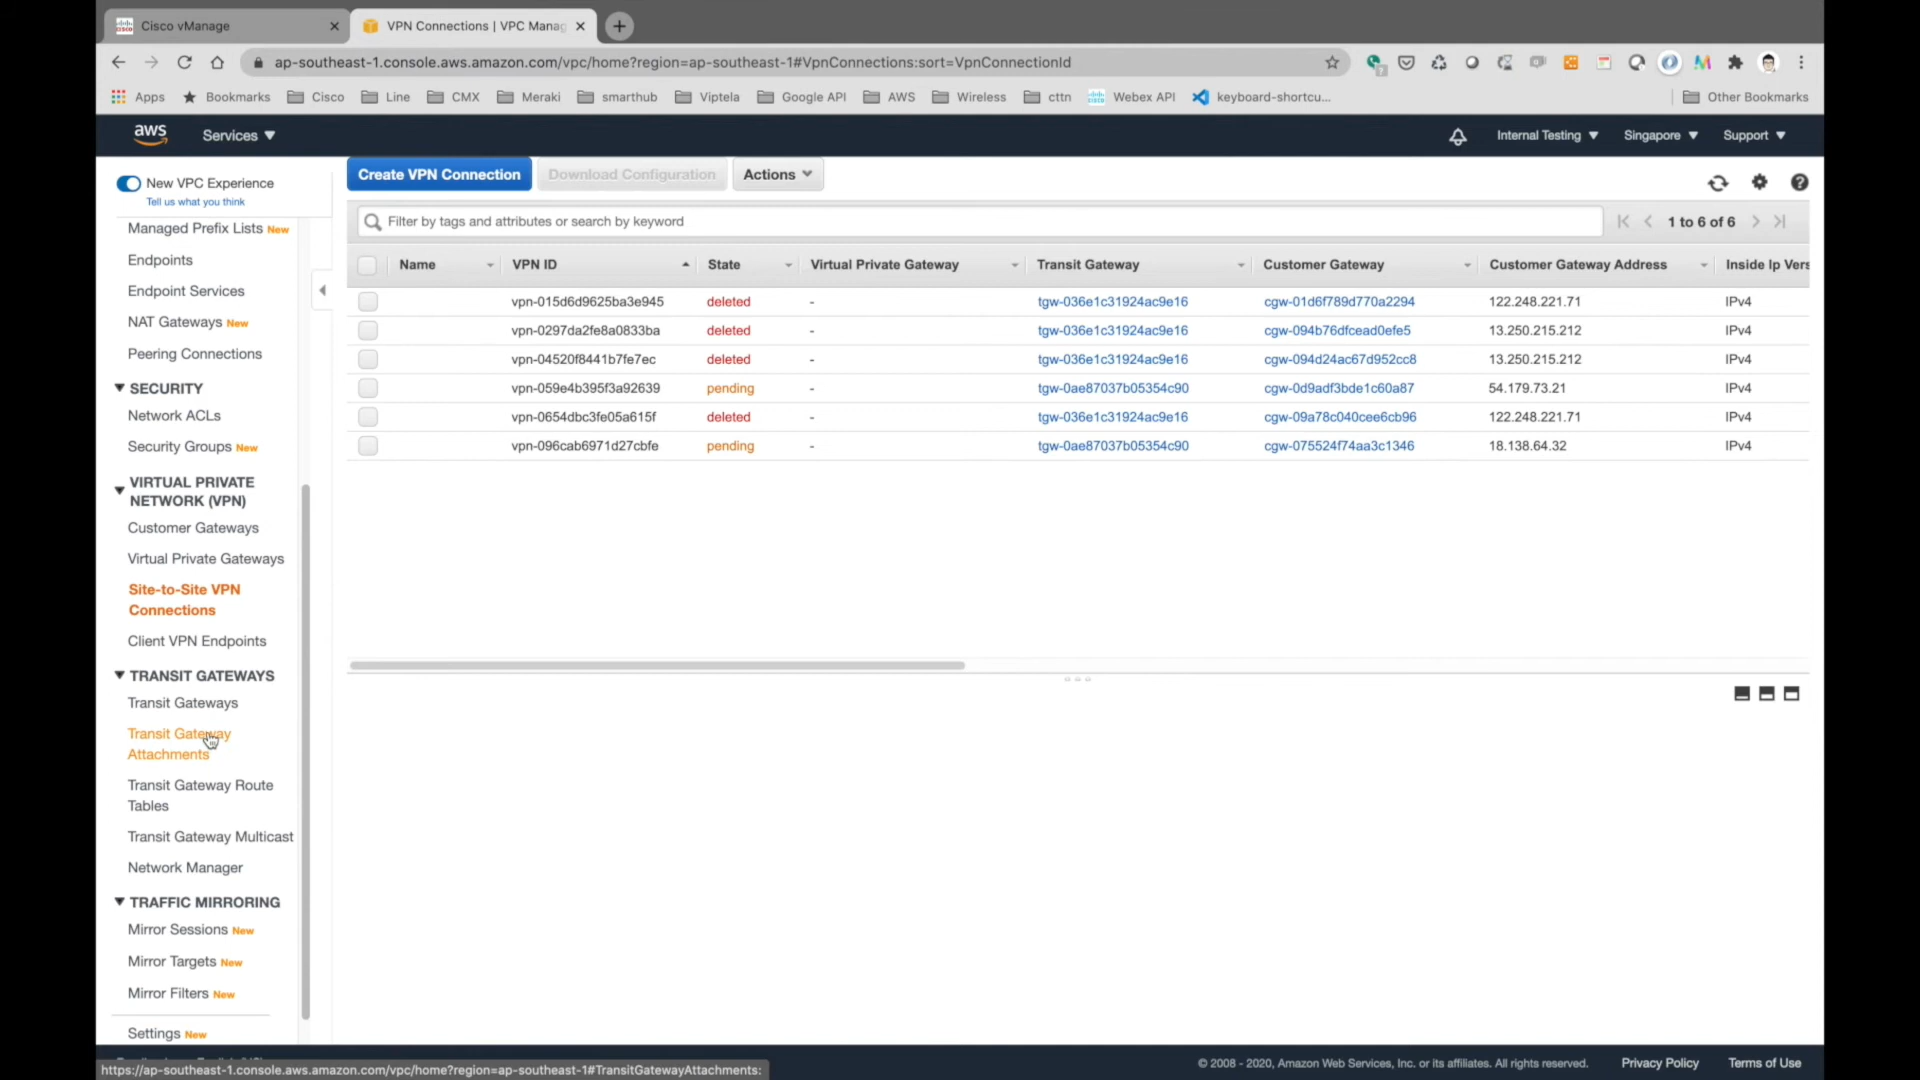 Cisco vManage
VPN Connections | VPC Manag
ap-southeast-1.console.aws.amazon.com/vpc/home?region=ap-southeast-1#VpnConnections:sort=VpnConnectionId
Apps Bookmarks Cisco Line CMX Meraki smarthub Viptela Google API AWS Wireless cttn Webex API keyboard-shortcu... Other Bookmarks
aws Services Internal Testing Singapore Support
New VPC Experience
Tell us what you think
Managed Prefix Lists New
Endpoints
Endpoint Services
NAT Gateways New
Peering Connections
SECURITY
Network ACLs
Security Groups New
VIRTUAL PRIVATE
NETWORK (VPN)
Customer Gateways
Virtual Private Gateways
Site-to-Site VPN
Connections
Client VPN Endpoints
TRANSIT GATEWAYS
Transit Gateways
Transit Gateway
Attachments
Transit Gateway Route
Tables
Transit Gateway Multicast
Network Manager
TRAFFIC MIRRORING
Mirror Sessions New
Mirror Targets New
Mirror Filters New
Settings New
Create VPN Connection Download Configuration Actions
Filter by tags and attributes or search by keyword 1 to 6 of 6
Name VPN ID State Virtual Private Gateway Transit Gateway Customer Gateway Customer Gateway Address Inside Ip Vers
vpn-015d6d9625ba3e945 deleted - tgw-036e1c31924ac9e16 cgw-01d6f789d770a2294 122.248.221.71 IPv4
vpn-0297da2fe8a0833ba deleted - tgw-036e1c31924ac9e16 cgw-094b76dfcead0efe5 13.250.215.212 IPv4
vpn-04520f8441b7fe7ec deleted - tgw-036e1c31924ac9e16 cgw-094d24ac67d952cc8 13.250.215.212 IPv4
vpn-059e4b395f3a92639 pending - tgw-0ae87037b05354c90 cgw-0d9adf3bde1c60a87 54.179.73.21 IPv4
vpn-0654dbc3fe05a615f deleted - tgw-036e1c31924ac9e16 cgw-09a78c040cee6cb96 122.248.221.71 IPv4
vpn-096cab6971d27cbfe pending - tgw-0ae87037b05354c90 cgw-075524f74aa3c1346 18.138.64.32 IPv4
https://ap-southeast-1.console.aws.amazon.com/vpc/home?region=ap-southeast-1#TransitGatewayAttachments:
© 2008 - 2020, Amazon Web Services, Inc. or its affiliates. All rights reserved. Privacy Policy Terms of Use